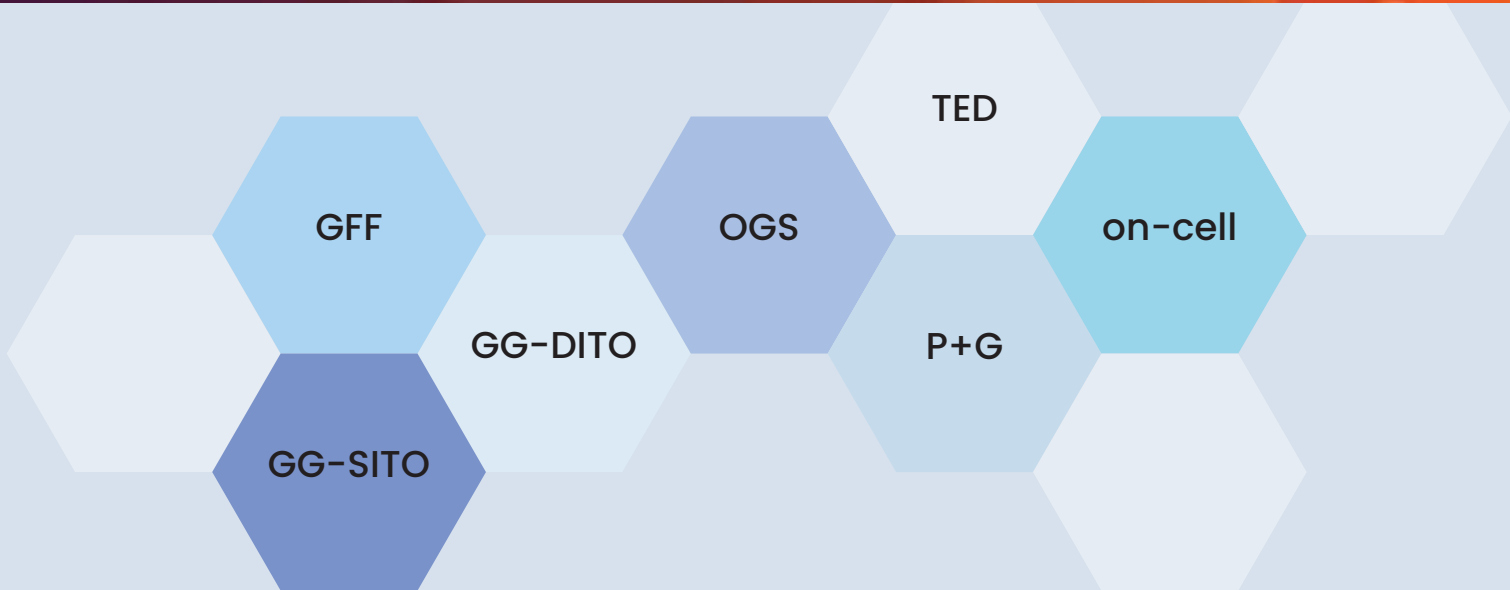 TED
GFF
OGS
on-cell
GG-DITO
P+G
GG-SITO